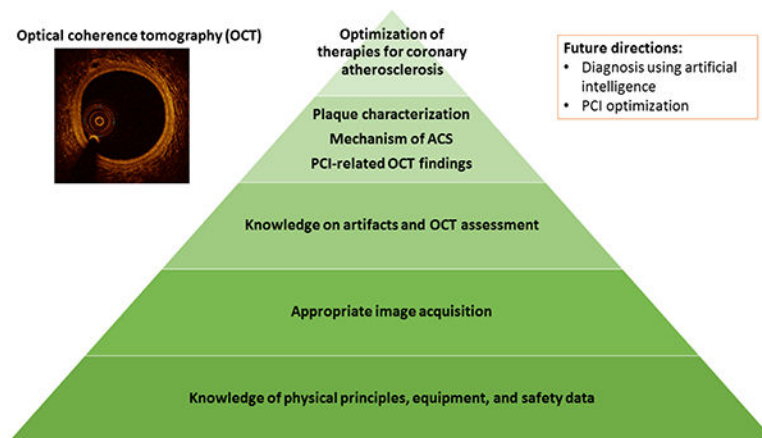 Optical coherence tomography (OCT)
Optimization of
therapies for coronary
atherosclerosis
Future directions:
• Diagnosis using artificial
intelligence
• PCI optimization
Plaque characterization
Mechanism of ACS
PCI-related OCT findings
Knowledge on artifacts and OCT assessment
Appropriate image acquisition
Knowledge of physical principles, equipment, and safety data